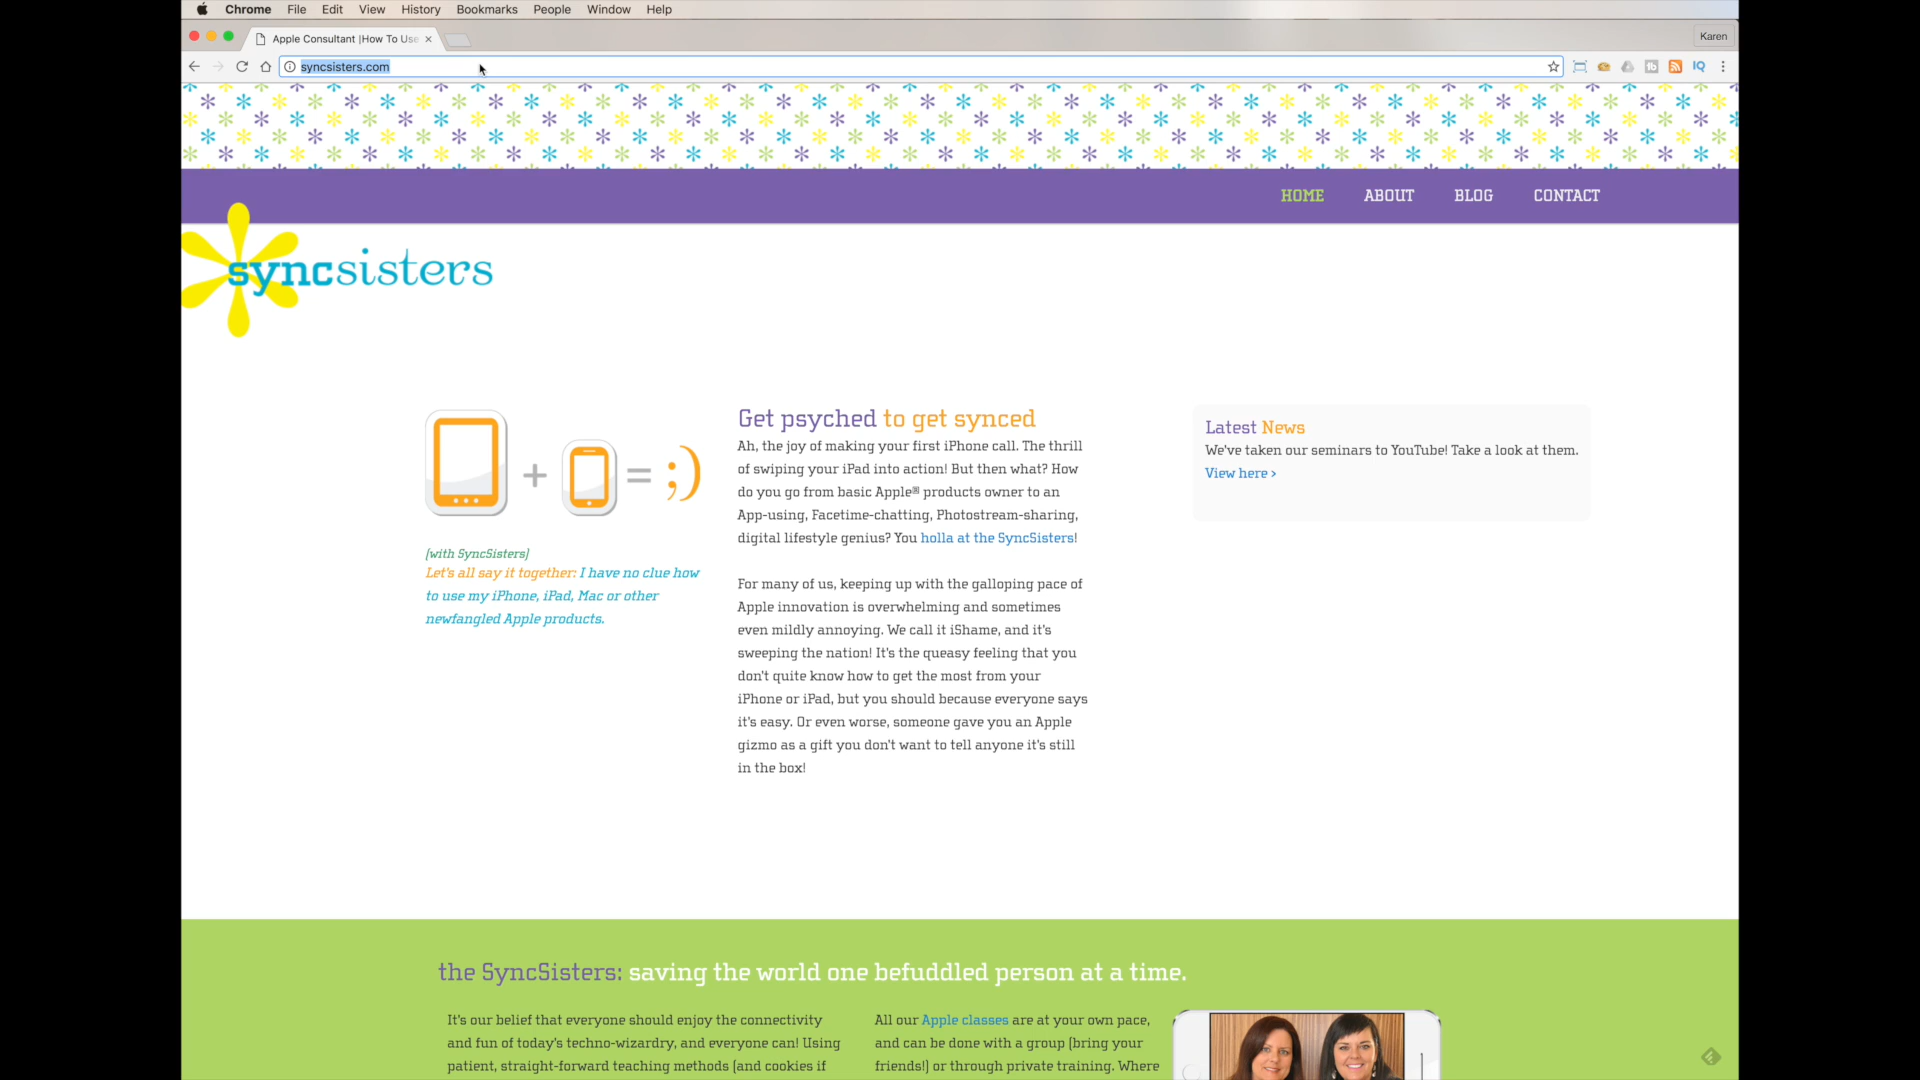 Chrome File Edit View History Bookmarks People Window Help
Apple Consultant |How To Use
Karen
syncsisters.com
IQ
HOME ABOUT BLOG CONTACT
syncsisters
+ = ;)
(with SyncSisters)
Let's all say it together: I have no clue how
to use my iPhone, iPad, Mac or other
newfangled Apple products.
Get psyched to get synced
Ah, the joy of making your first iPhone call. The thrill
of swiping your iPad into action! But then what? How
do you go from basic Apple® products owner to an
App-using, Facetime-chatting, Photostream-sharing,
digital lifestyle genius? You holla at the SyncSisters!
For many of us, keeping up with the galloping pace of
Apple innovation is overwhelming and sometimes
even mildly annoying. We call it iShame, and it's
sweeping the nation! It's the queasy feeling that you
don't quite know how to get the most from your
iPhone or iPad, but you should because everyone says
it's easy. Or even worse, someone gave you an Apple
gizmo as a gift you don't want to tell anyone it's still
in the box!
Latest News
We've taken our seminars to YouTube! Take a look at them.
View here >
the SyncSisters: saving the world one befuddled person at a time.
It's our belief that everyone should enjoy the connectivity
and fun of today's techno-wizardry, and everyone can! Using
patient, straight-forward teaching methods (and cookies if
All our Apple classes are at your own pace,
and can be done with a group (bring your
friends!) or through private training. Where